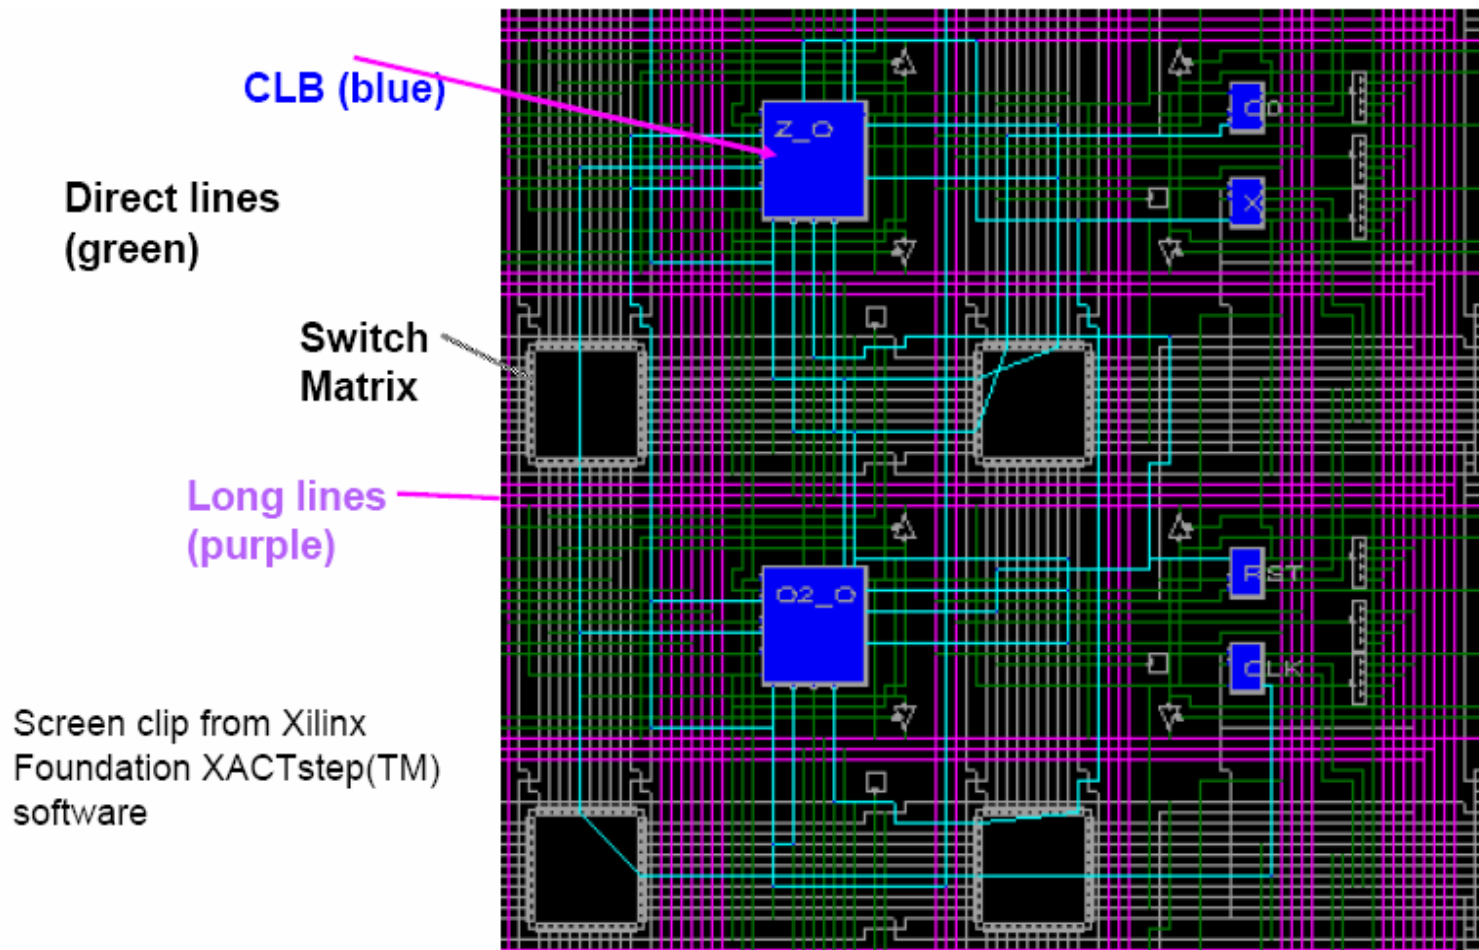 CLB (blue)
Direct lines
(green)
Switch
Matrix
Long lines
(purple)
Screen clip from Xilinx
Foundation XACTstep(TM)
software
Z_O
X
O2_O
RST
CLK